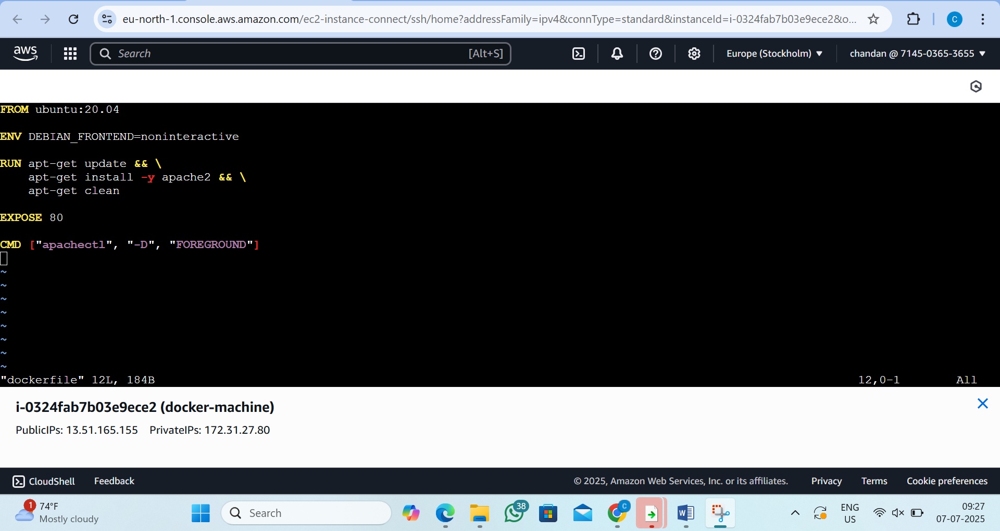 eu-north-1.console.aws.amazon.com/ec2-instance-connect/ssh/home?addressFamily=ipv4&connType=standard&instanceId=i-0324fab7b03e9ece2&o...
C
aws
Search [Alt+S]
Europe (Stockholm)
chandan @ 7145-0365-3655
FROM ubuntu:20.04
ENV DEBIAN_FRONTEND=noninteractive
RUN apt-get update && \
apt-get install -y apache2 && \
apt-get clean
EXPOSE 80
CMD ["apachectl", "-D", "FOREGROUND"]
~
~
~
~
~
~
~
~
"dockerfile" 12L, 184B 12,0-1 All
i-0324fab7b03e9ece2 (docker-machine)
PublicIPs: 13.51.165.155 PrivateIPs: 172.31.27.80
CloudShell Feedback © 2025, Amazon Web Services, Inc. or its affiliates. Privacy Terms Cookie preferences
1
74°F
Mostly cloudy
Search
38
C
W
ENG
US
09:27
07-07-2025